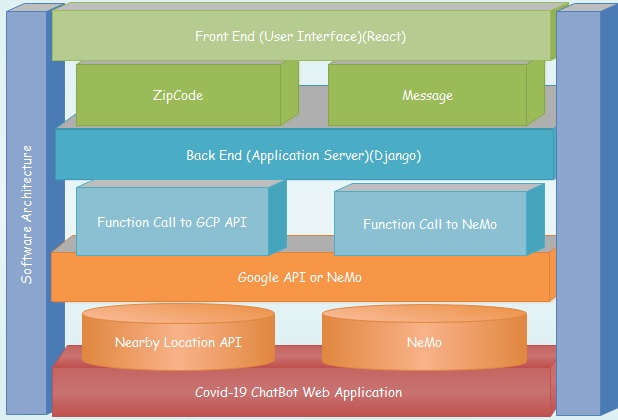 Software Architecture
Front End (User Interface)(React)
ZipCode
Message
Back End (Application Server)(Django)
Function Call to GCP API
Function Call to NeMo
Google API or NeMo
Nearby Location API
NeMo
Covid-19 ChatBot Web Application